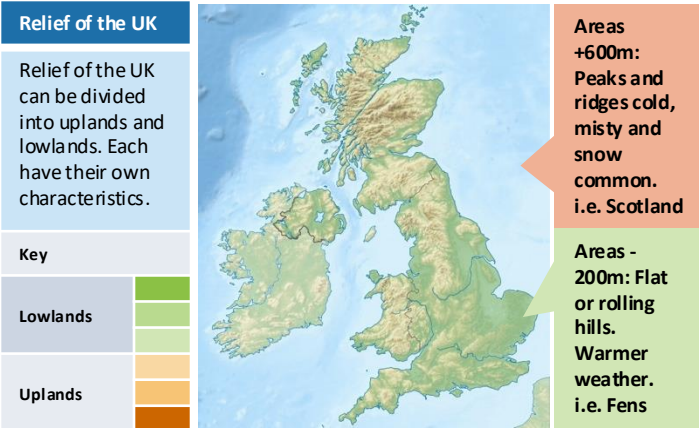 Relief of the UK
Relief of the UK
can be divided
into uplands and
lowlands. Each
have their own
characteristics.
Key
Lowlands
Uplands
Areas
+600m:
Peaks and
ridges cold,
misty and
snow
common.
i.e. Scotland
Areas -
200m: Flat
or rolling
hills.
Warmer
weather.
i.e. Fens